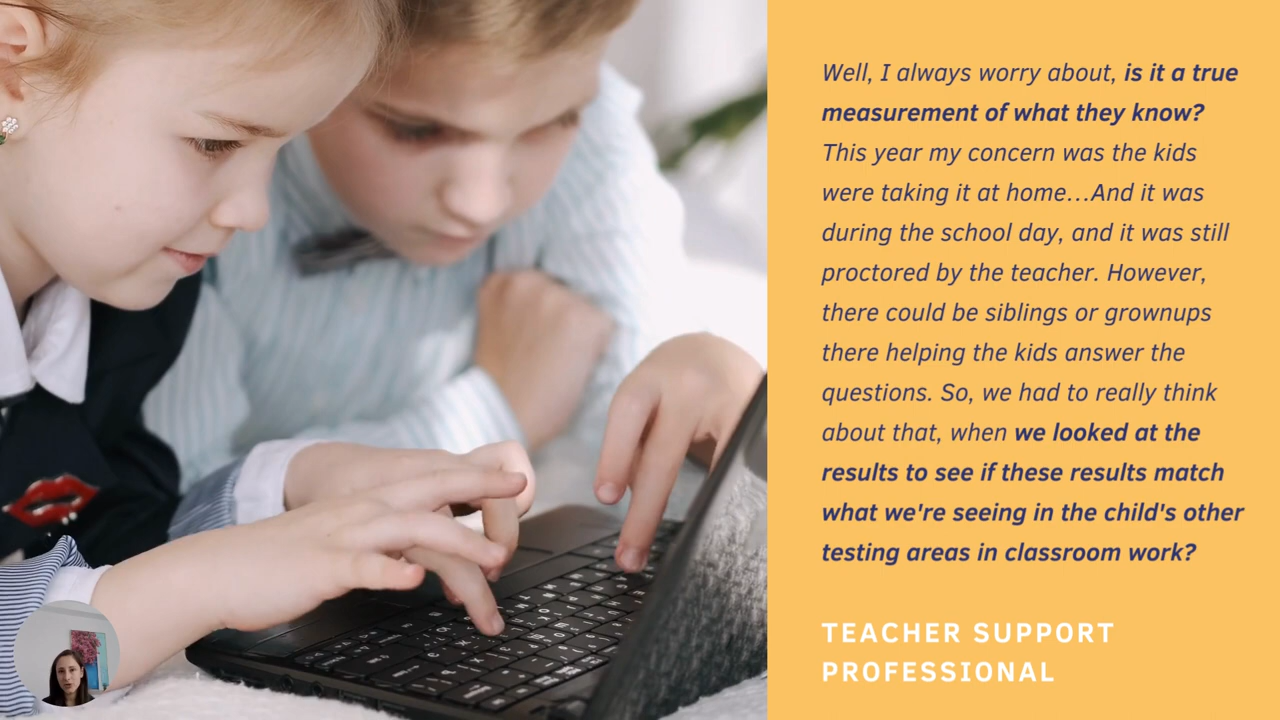 Well, I always worry about, is it a true
measurement of what they know?
This year my concern was the kids
were taking it at home...And it was
during the school day, and it was still
proctored by the teacher. However,
there could be siblings or grownups
there helping the kids answer the
questions. So, we had to really think
about that, when we looked at the
results to see if these results match
what we're seeing in the child's other
testing areas in classroom work?
TEACHER SUPPORT
PROFESSIONAL